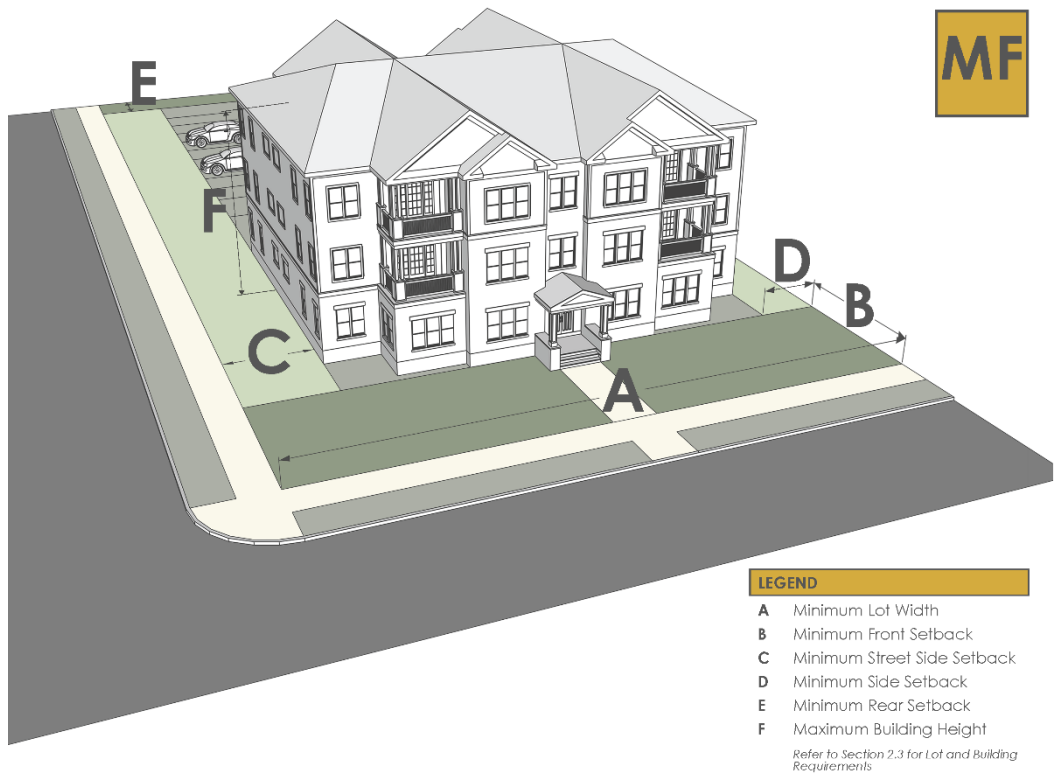 MF
E
F
D
B
C
A
LEGEND
A Minimum Lot Width
B Minimum Front Setback
C Minimum Street Side Setback
D Minimum Side Setback
E Minimum Rear Setback
F Maximum Building Height
Refer to Section 2.3 for Lot and Building
Requirements